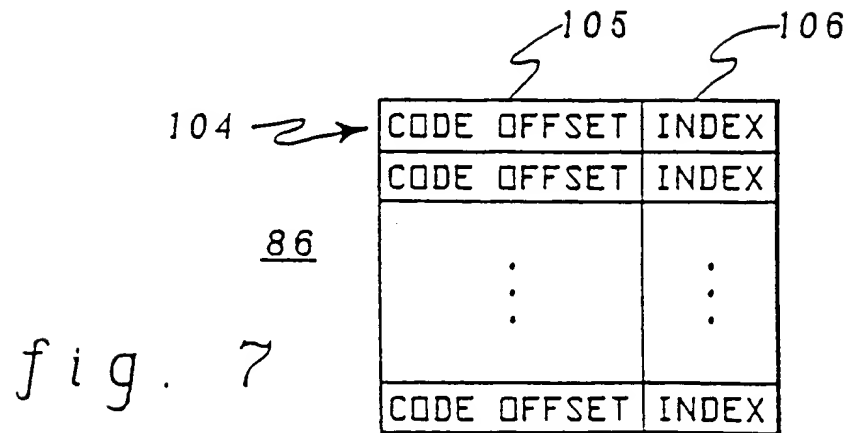 105 106
104 CODE OFFSET INDEX
CODE OFFSET INDEX
86
fig. 7
CODE OFFSET INDEX